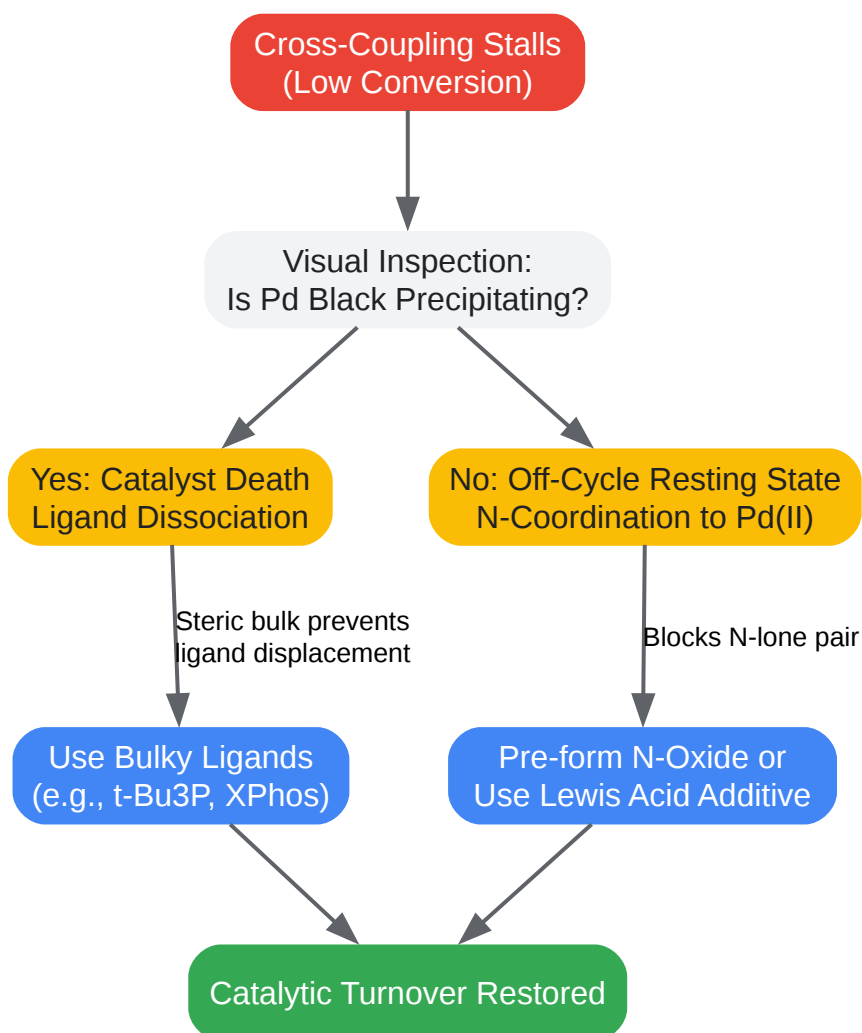 Cross-Coupling Stalls
(Low Conversion)
Visual Inspection:
Is Pd Black Precipitating?
Yes: Catalyst Death
Ligand Dissociation
No: Off-Cycle Resting State
N-Coordination to Pd(II)
Steric bulk prevents
ligand displacement
Blocks N-lone pair
Use Bulky Ligands
(e.g., t-Bu3P, XPhos)
Pre-form N-Oxide or
Use Lewis Acid Additive
Catalytic Turnover Restored